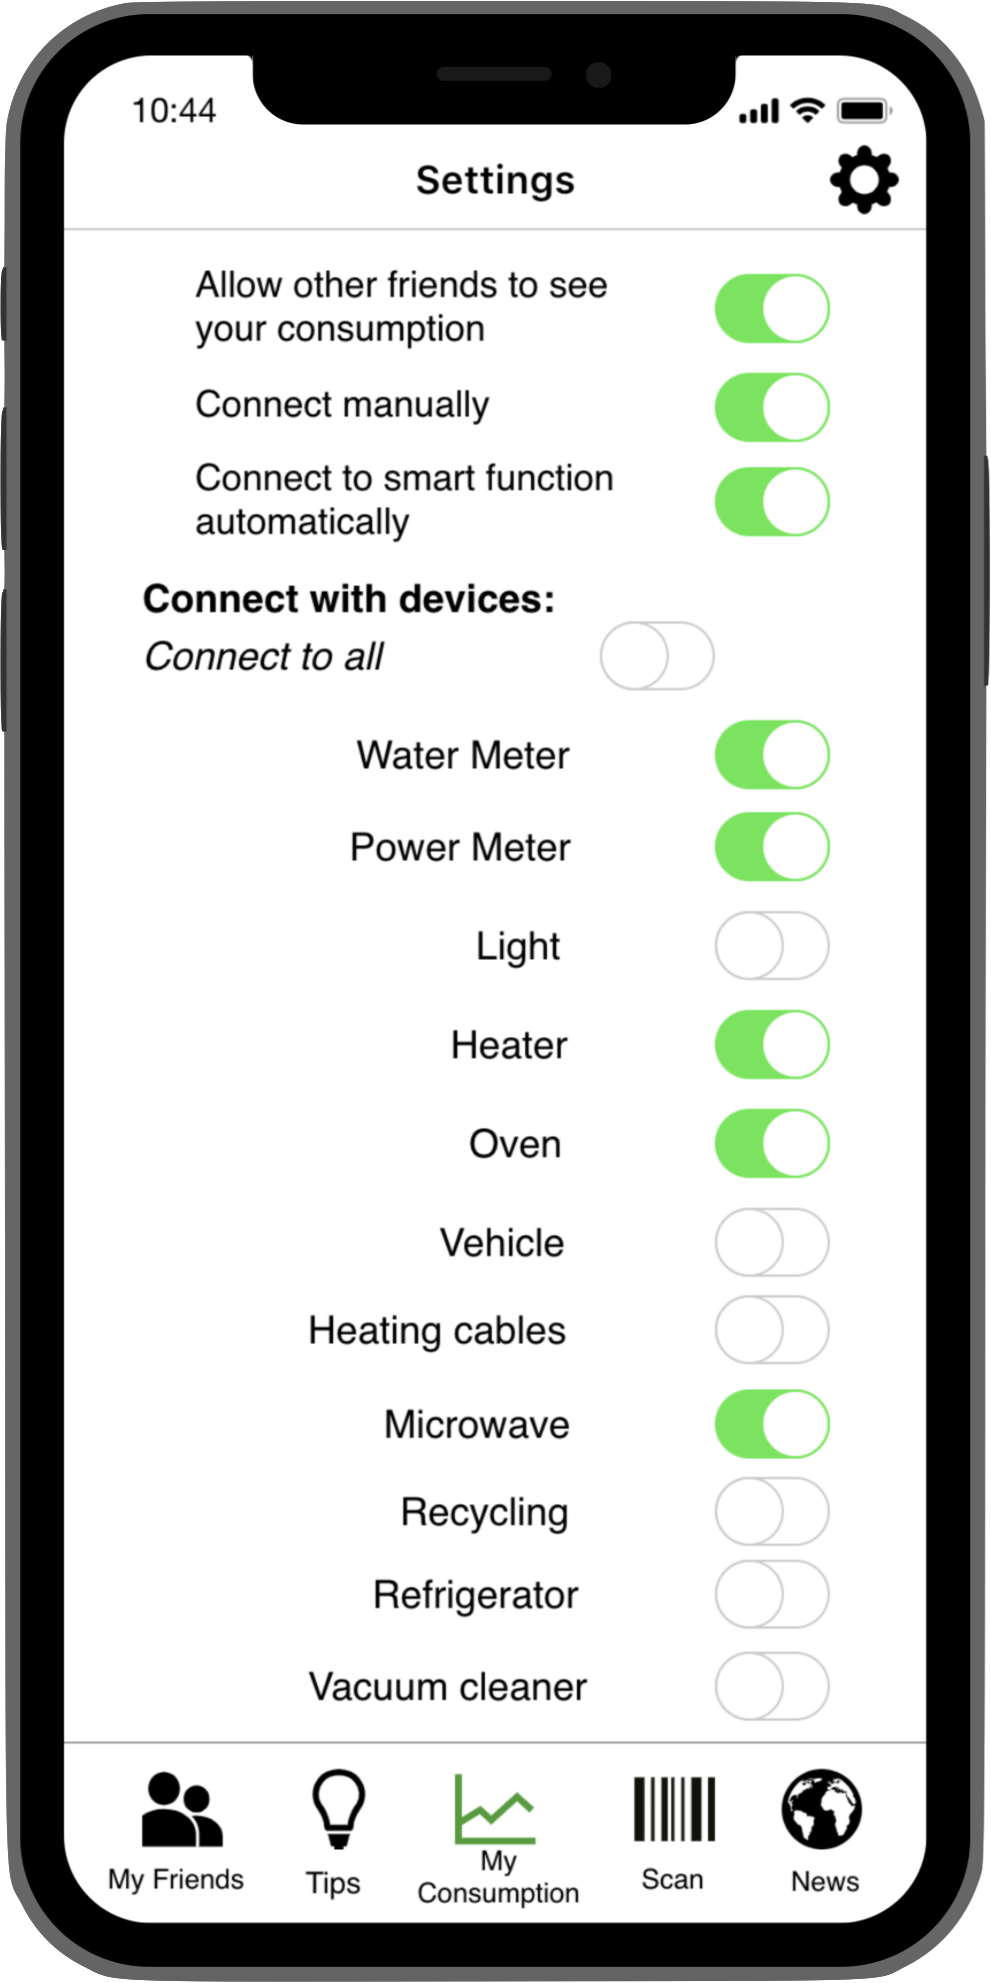 10:44
Settings
Allow other friends to see
your consumption
Connect manually
Connect to smart function
automatically
Connect with devices:
Connect to all
Water Meter
Power Meter
Light
Heater
Oven
Vehicle
Heating cables
Microwave
Recycling
Refrigerator
Vacuum cleaner
My Friends
Tips
My
Consumption
Scan
News